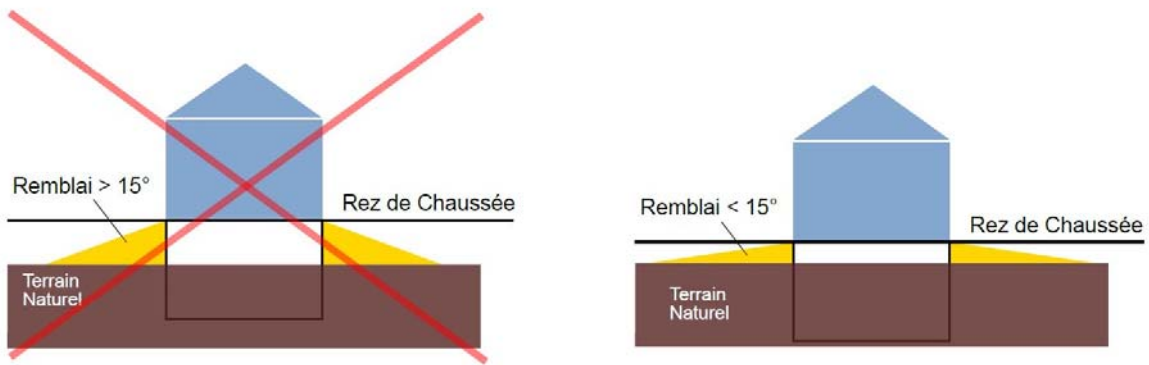 Remblai > 15°
Rez de Chaussée
Terrain
Naturel
Remblai < 15°
Rez de Chaussée
Terrain
Naturel